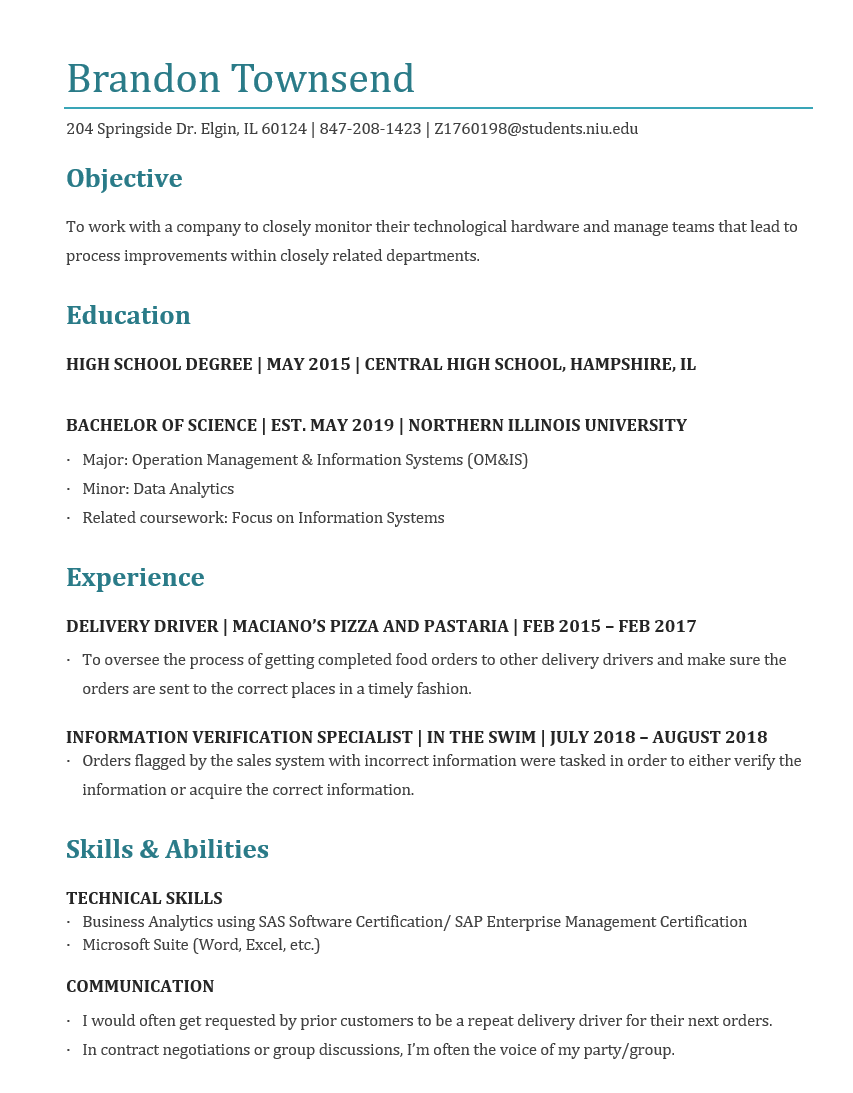 Brandon Townsend
204 Springside Dr. Elgin, IL 60124 | 847-208-1423 | Z1760198@students.niu.edu
Objective
To work with a company to closely monitor their technological hardware and manage teams that lead to
process improvements within closely related departments.
Education
HIGH SCHOOL DEGREE | MAY 2015 | CENTRAL HIGH SCHOOL, HAMPSHIRE, IL
BACHELOR OF SCIENCE | EST. MAY 2019 | NORTHERN ILLINOIS UNIVERSITY
· Major: Operation Management & Information Systems (OM&IS)
· Minor: Data Analytics
· Related coursework: Focus on Information Systems
Experience
DELIVERY DRIVER | MACIANO’S PIZZA AND PASTARIA | FEB 2015 – FEB 2017
· To oversee the process of getting completed food orders to other delivery drivers and make sure the
orders are sent to the correct places in a timely fashion.
INFORMATION VERIFICATION SPECIALIST | IN THE SWIM | JULY 2018 – AUGUST 2018
· Orders flagged by the sales system with incorrect information were tasked in order to either verify the
information or acquire the correct information.
Skills & Abilities
TECHNICAL SKILLS
· Business Analytics using SAS Software Certification/ SAP Enterprise Management Certification
· Microsoft Suite (Word, Excel, etc.)
COMMUNICATION
· I would often get requested by prior customers to be a repeat delivery driver for their next orders.
· In contract negotiations or group discussions, I’m often the voice of my party/group.